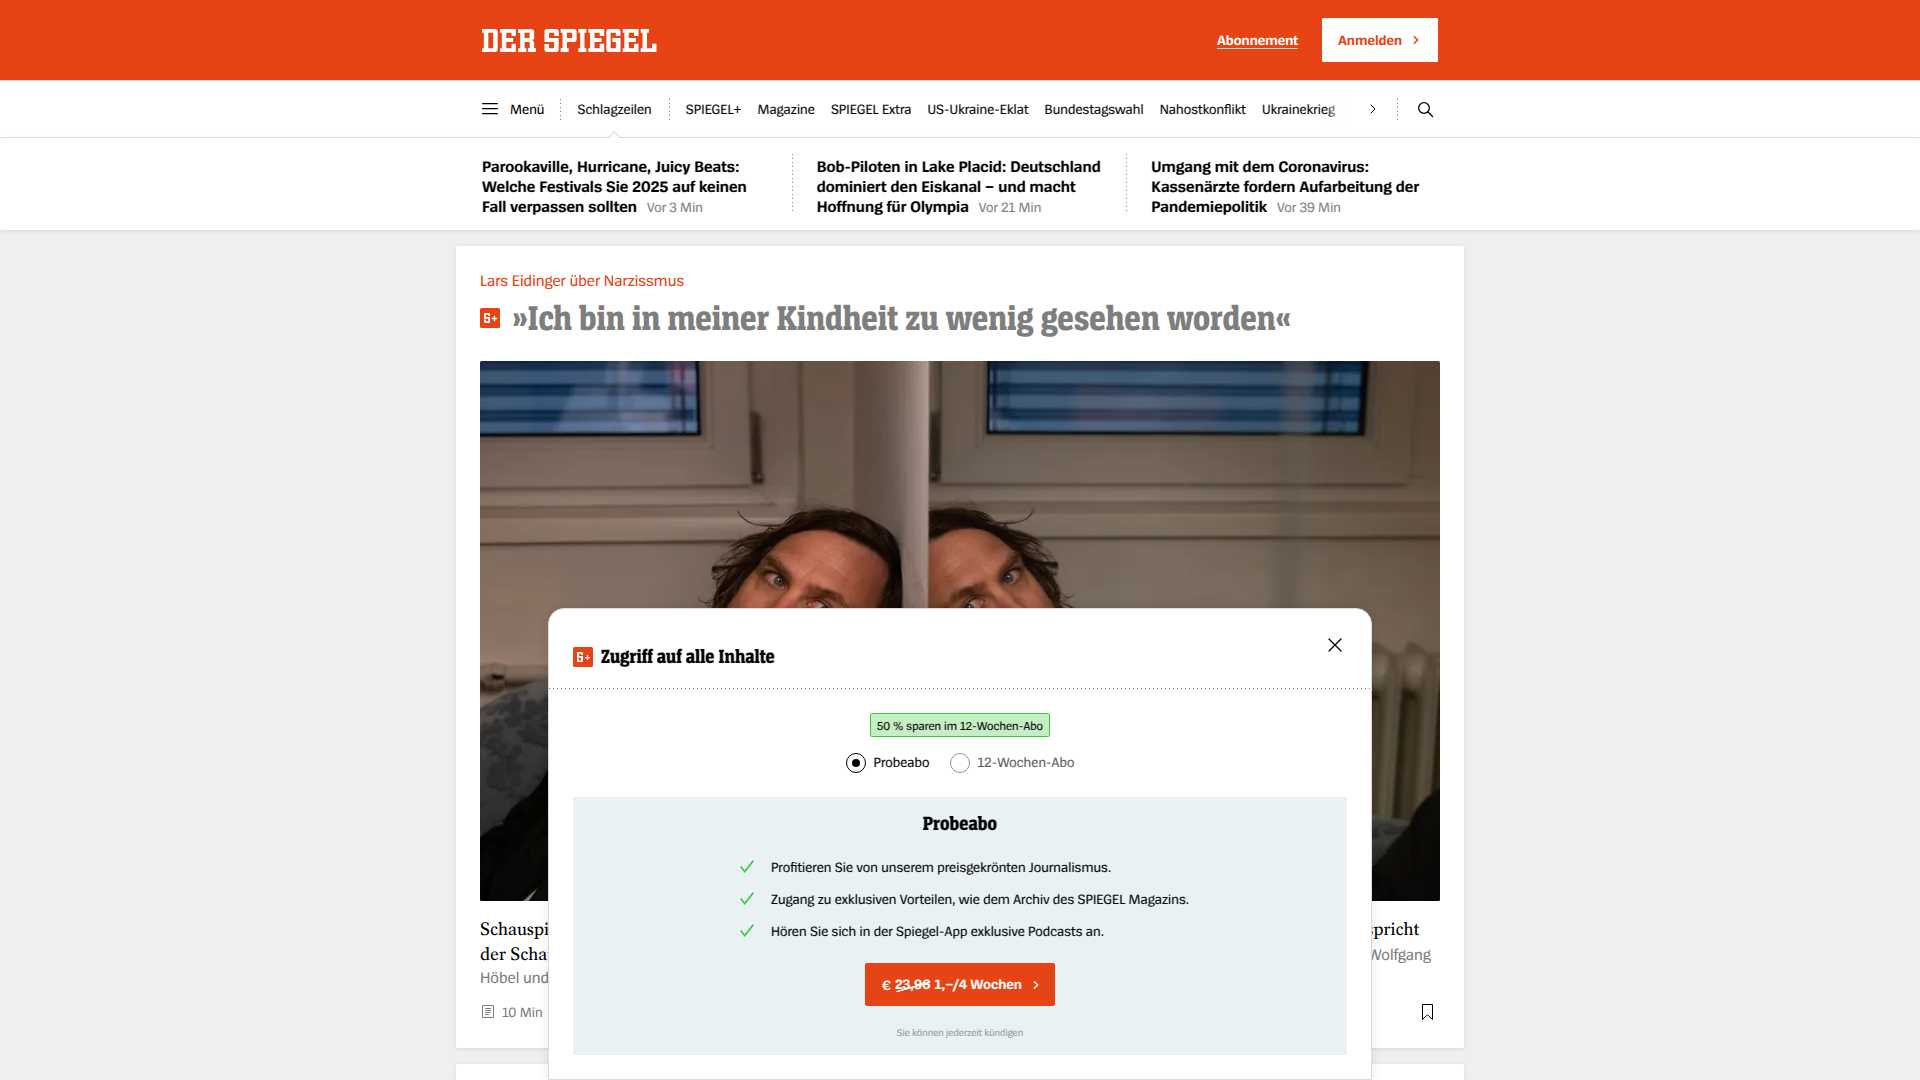 DER SPIEGEL
Abonnement
Anmelden
Menü
Schlagzeilen
SPIEGEL+
Magazine
SPIEGEL Extra
US-Ukraine-Eklat
Bundestagswahl
Nahostkonflikt
Ukrainekrieg
Parookaville, Hurricane, Juicy Beats:
Welche Festivals Sie 2025 auf keinen
Fall verpassen sollten Vor 3 Min
Bob-Piloten in Lake Placid: Deutschland
dominiert den Eiskanal – und macht
Hoffnung für Olympia Vor 21 Min
Umgang mit dem Coronavirus:
Kassenärzte fordern Aufarbeitung der
Pandemiepolitik Vor 39 Min
Lars Eidinger über Narzissmus
S+ »Ich bin in meiner Kindheit zu wenig gesehen worden«
S+ Zugriff auf alle Inhalte
50 % sparen im 12-Wochen-Abo
Probeabo
12-Wochen-Abo
Probeabo
Profitieren Sie von unserem preisgekrönten Journalismus.
Zugang zu exklusiven Vorteilen, wie dem Archiv des SPIEGEL Magazins.
Hören Sie sich in der Spiegel-App exklusive Podcasts an.
€ 23,96 1,–/4 Wochen
Sie können jederzeit kündigen
der
Wolfgang
Höbel und
10 Min